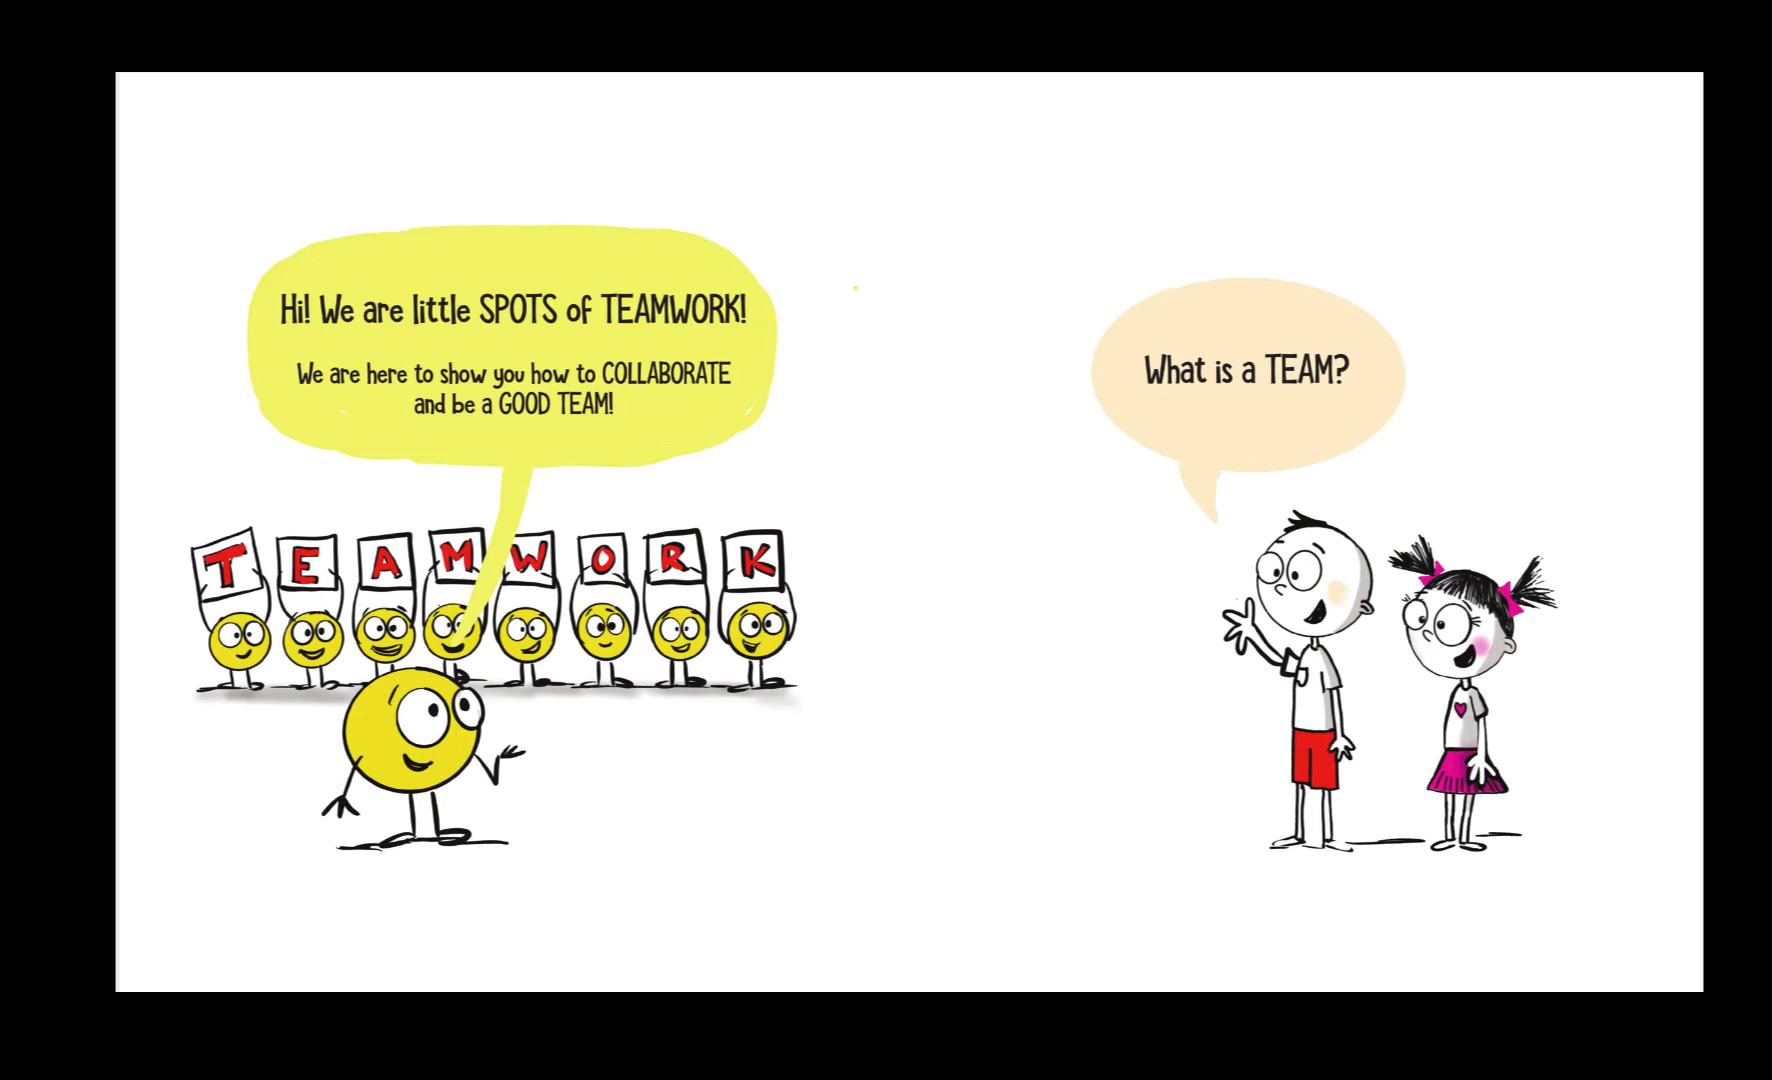 Hi! We are little SPOTS of TEAMWORK!
We are here to show you how to COLLABORATE
and be a GOOD TEAM!
TEAMWORK
What is a TEAM?